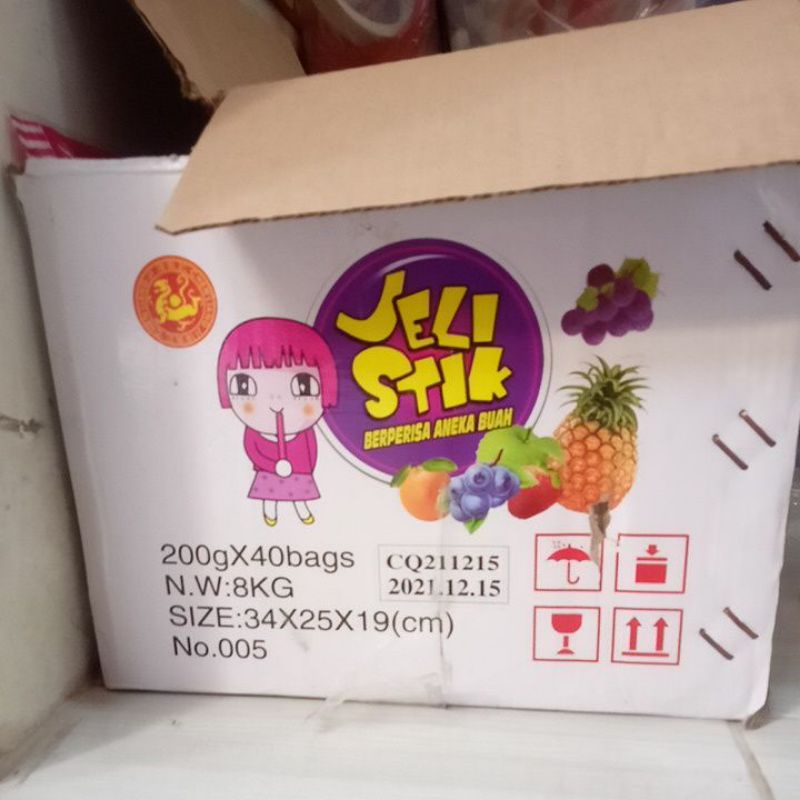 JELI
STIK
BERPERISA ANEKA BUAH
200gX40bags
N.W:8KG
SIZE:34X25X19(cm)
No.005
CQ211215
2021.12.15